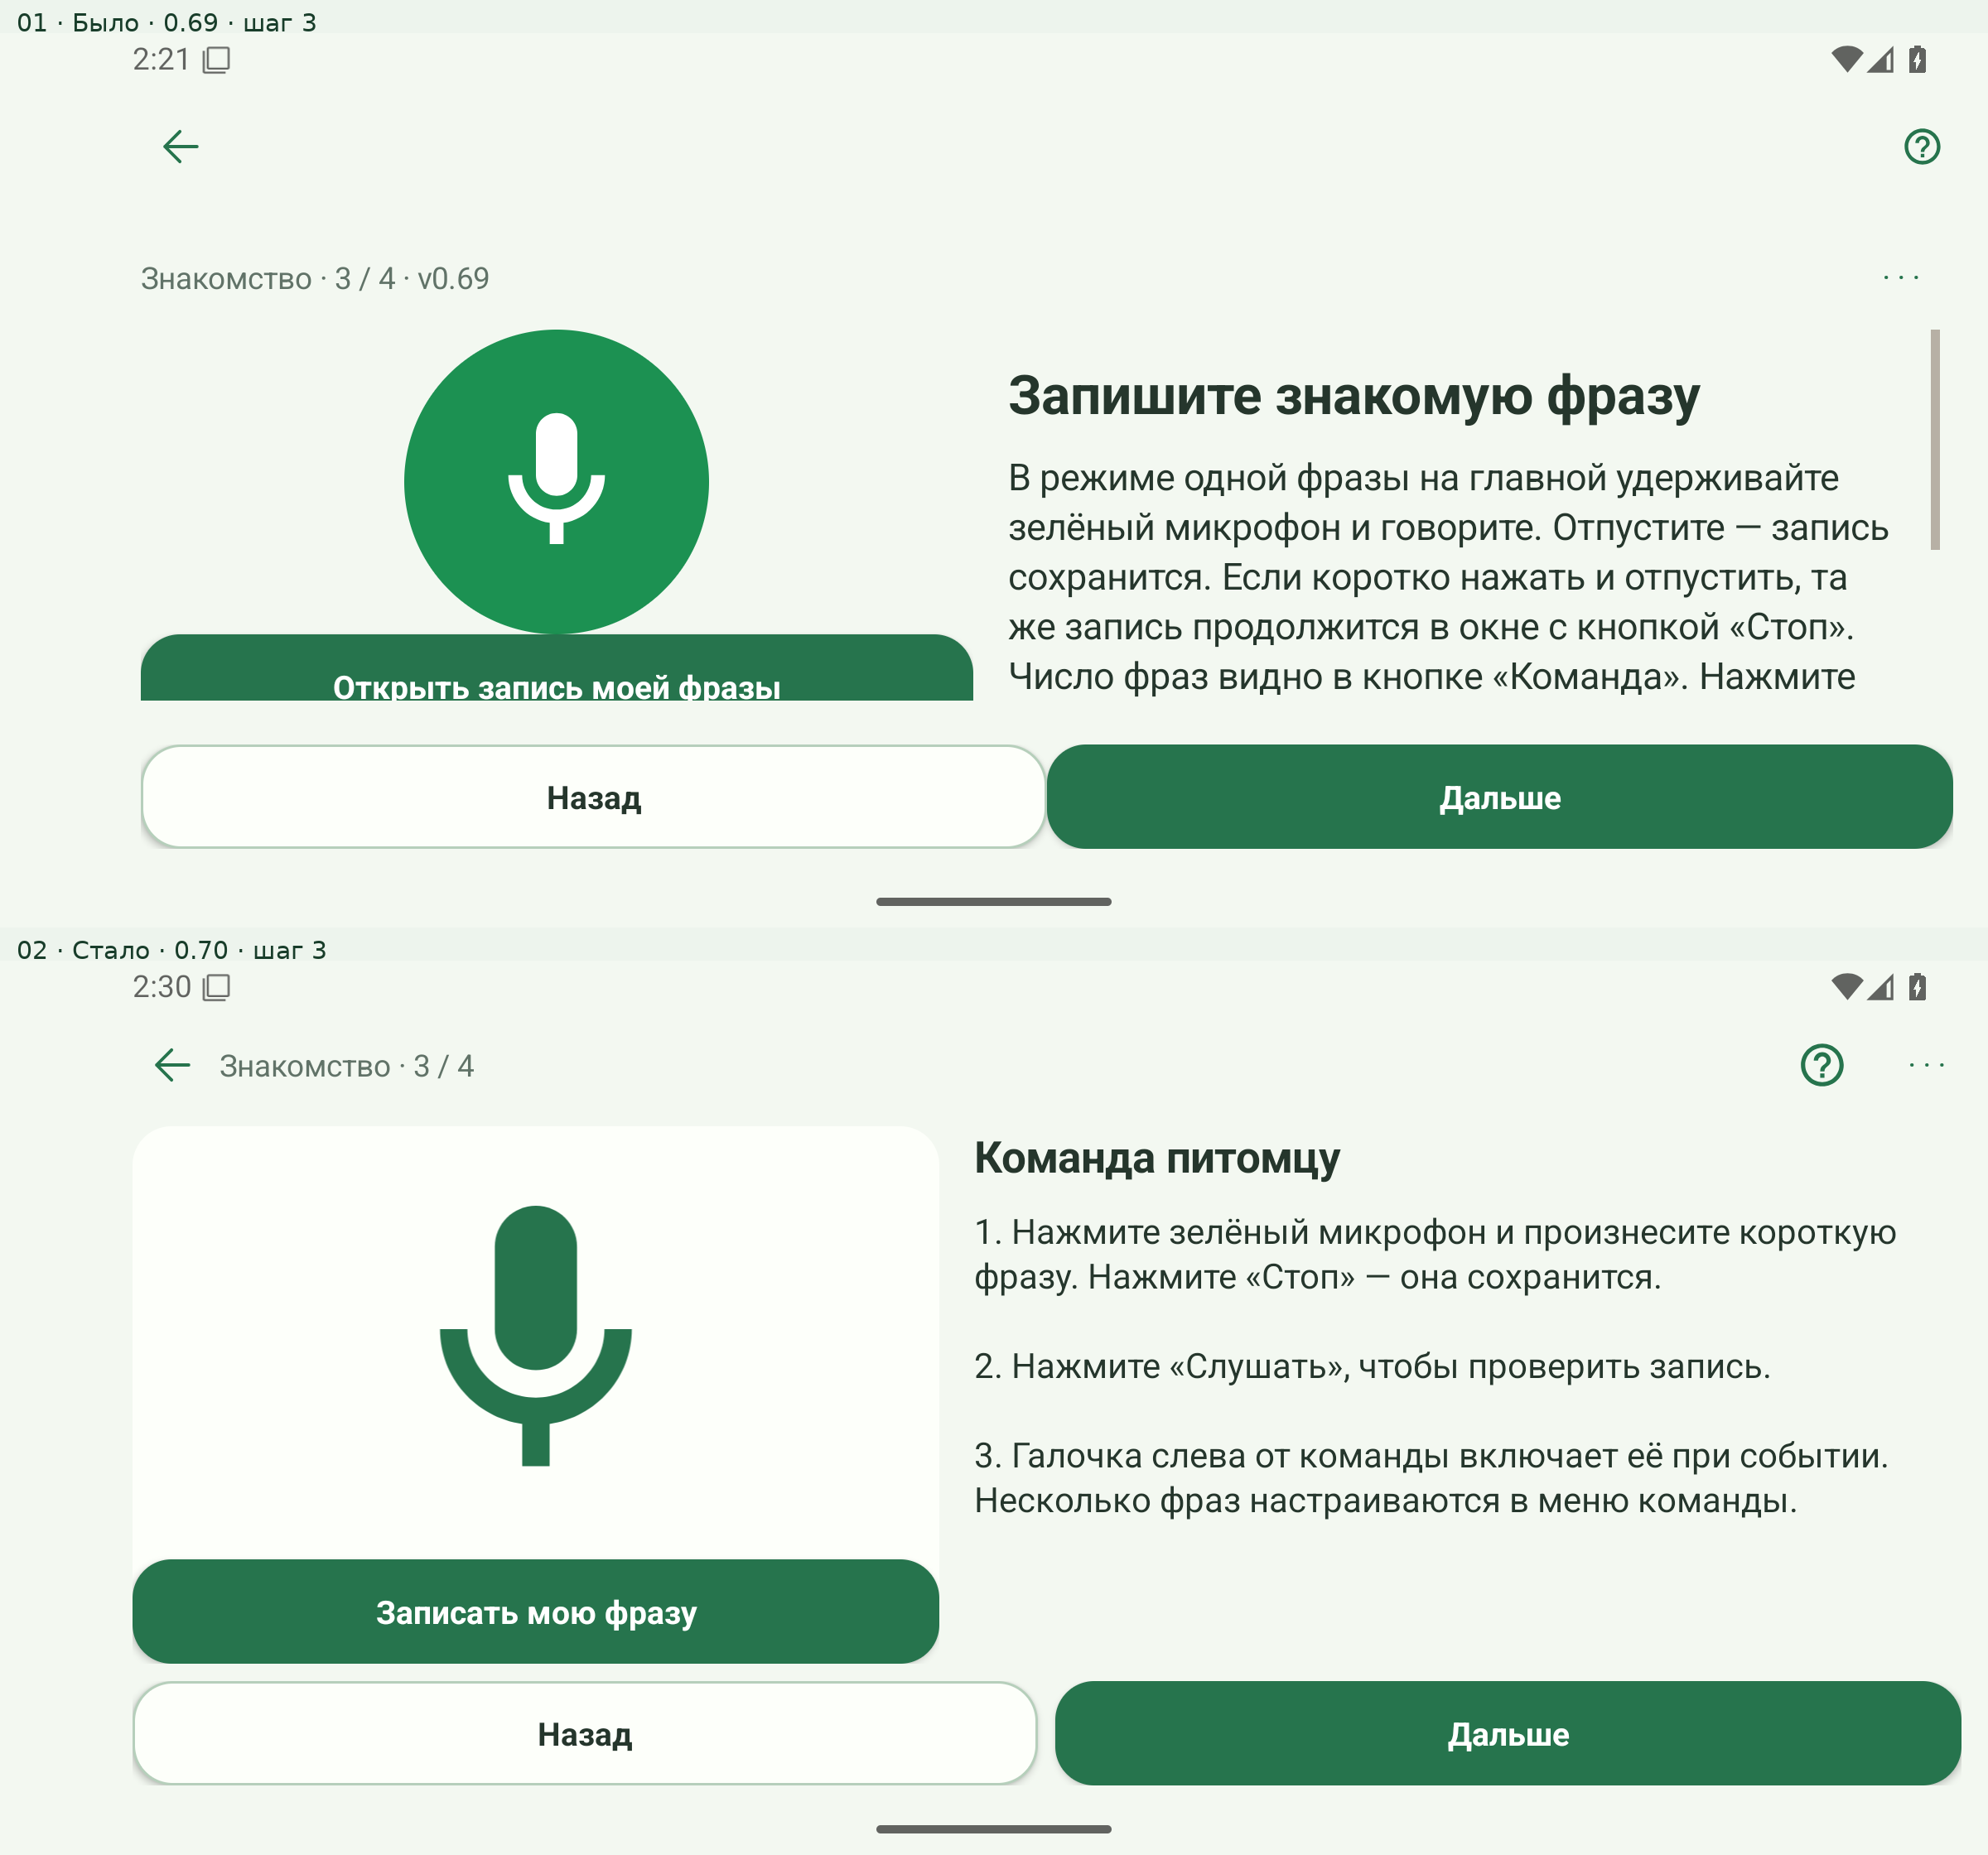 01 · Было · 0.69 · шаг 3
2:21
Знакомство · 3 / 4 · v0.69
Запишите знакомую фразу
В режиме одной фразы на главной удерживайте
зелёный микрофон и говорите. Отпустите — запись
сохранится. Если коротко нажать и отпустить, та
же запись продолжится в окне с кнопкой «Стоп».
Число фраз видно в кнопке «Команда». Нажмите
Открыть запись моей фразы
Назад
Дальше
02 · Стало · 0.70 · шаг 3
2:30
Знакомство · 3 / 4
Команда питомцу
1. Нажмите зелёный микрофон и произнесите короткую
фразу. Нажмите «Стоп» — она сохранится.
2. Нажмите «Слушать», чтобы проверить запись.
3. Галочка слева от команды включает её при событии.
Несколько фраз настраиваются в меню команды.
Записать мою фразу
Назад
Дальше